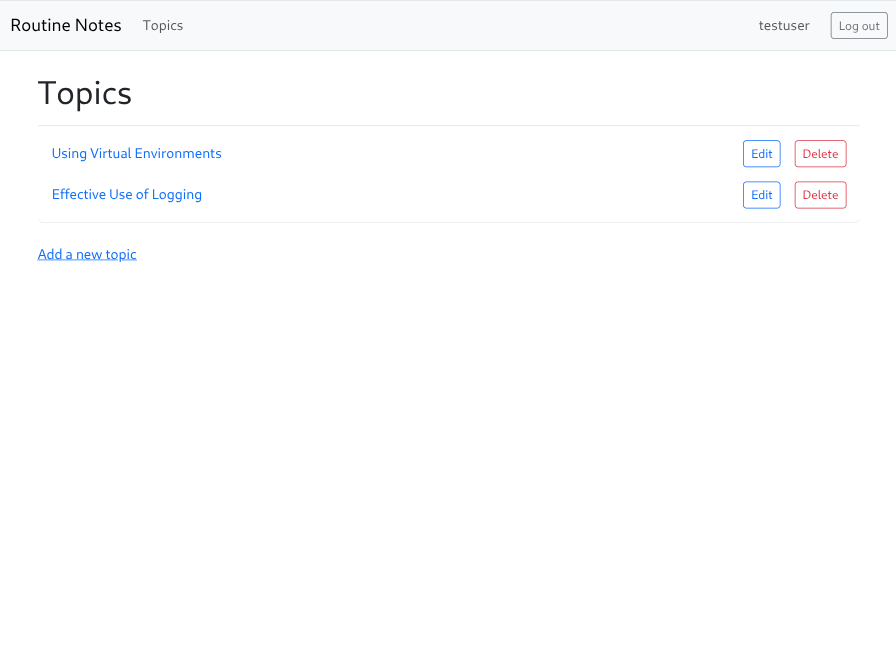 Routine Notes Topics testuser Log out
Topics
Using Virtual Environments Edit Delete
Effective Use of Logging Edit Delete
Add a new topic